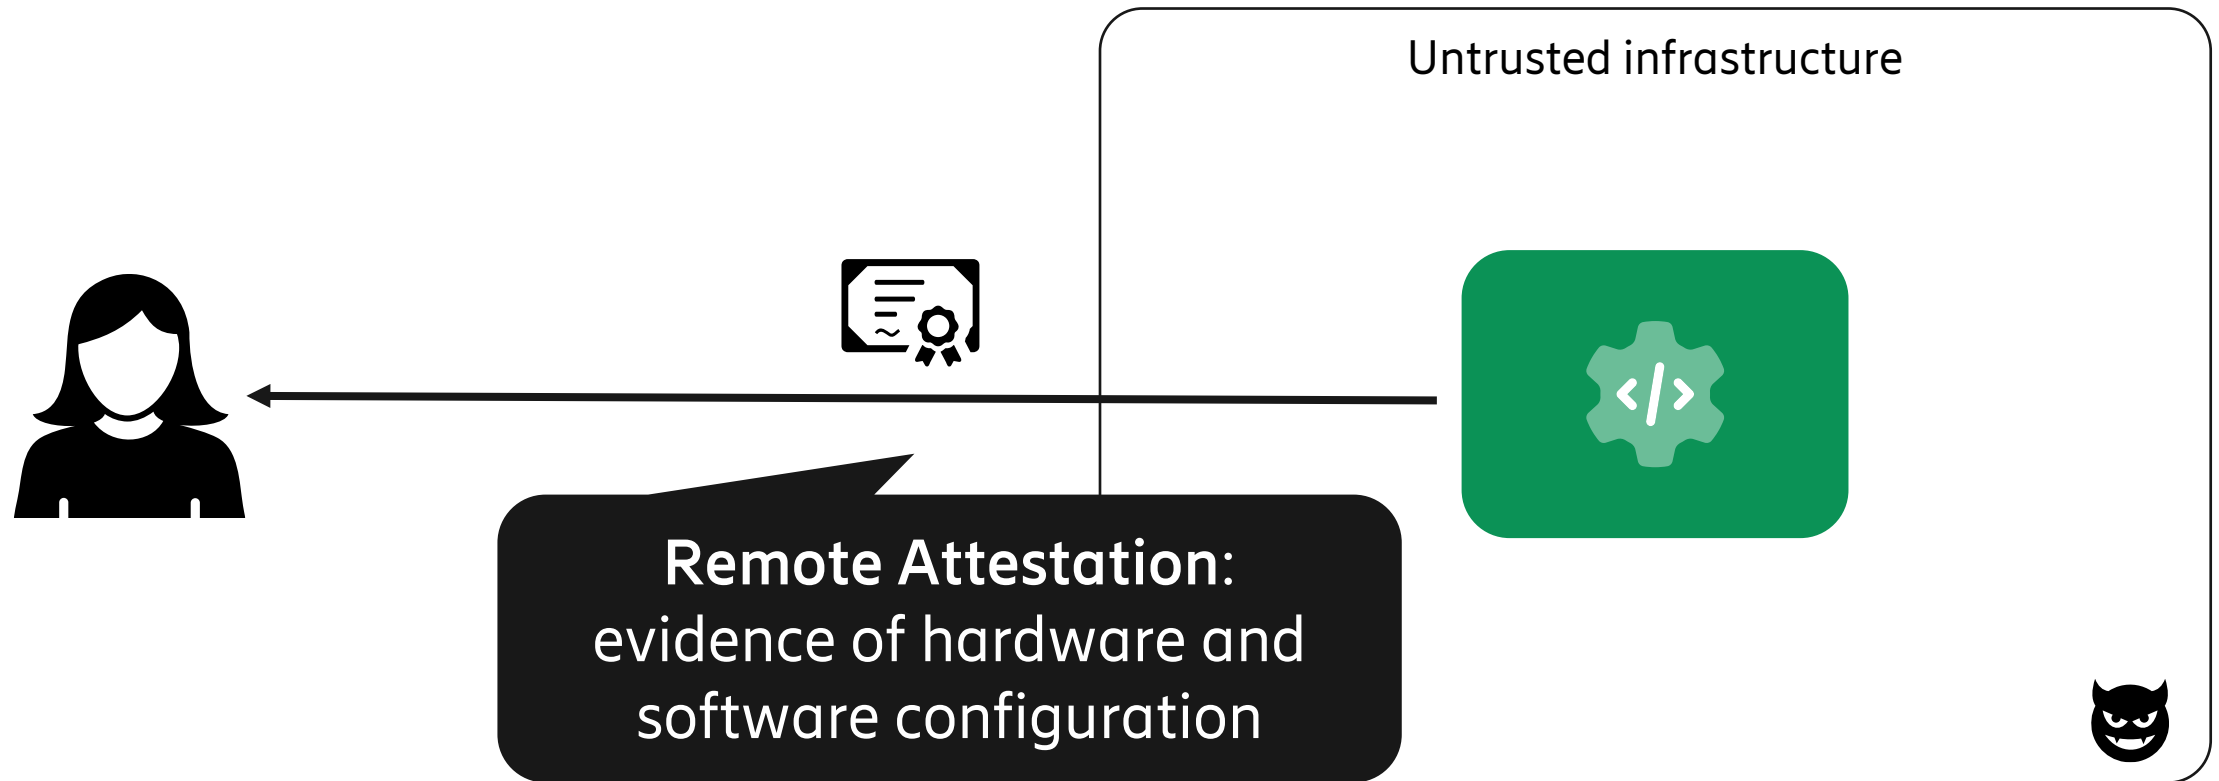 Untrusted infrastructure
</>
Remote Attestation:
evidence of hardware and
software configuration